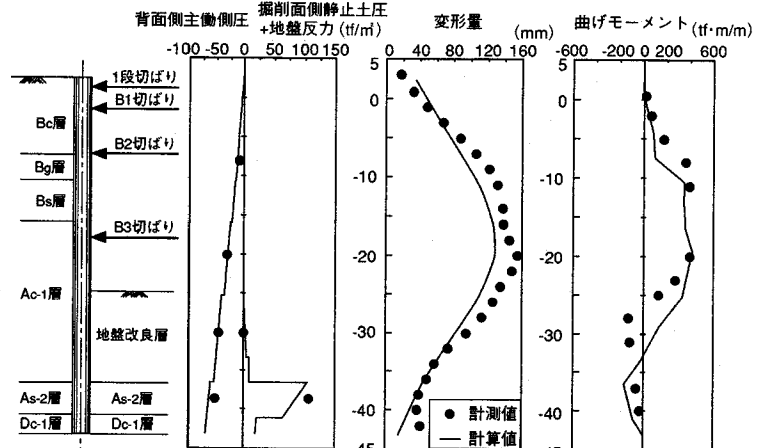 背面側主働側圧
掘削面側静止土圧
+地盤反力(tf/㎡)
変形量
(mm)
曲げモーメント(tf·m/m)
-100 -50 0 50 100 150
0 40 80 120 160
-600 0 600
1段切ばり
B1切ばり
B2切ばり
B3切ばり
Bc層
Bg層
Bs層
Ac-1層
地盤改良層
As-2層 As-2層
Dc-1層 Dc-1層
5
0
-10
-20
-30
-40
-45
5
0
-10
-20
-30
-40
計測値
計算値